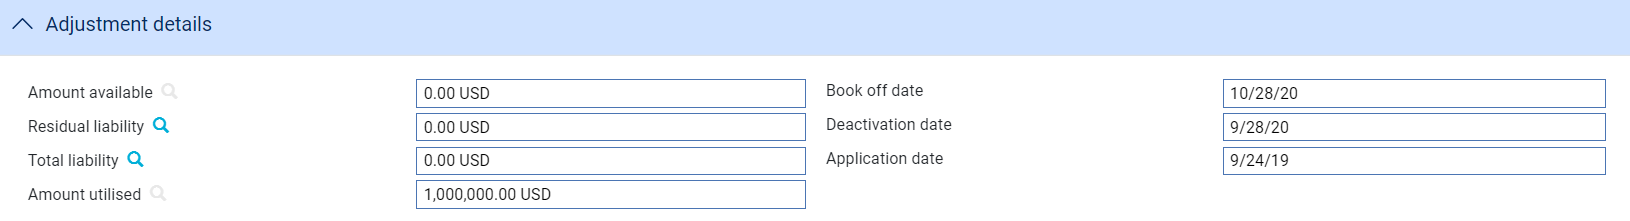 Adjustment details
Amount available 0.00 USD Book off date 10/28/20
Residual liability 0.00 USD Deactivation date 9/28/20
Total liability 0.00 USD Application date 9/24/19
Amount utilised 1,000,000.00 USD